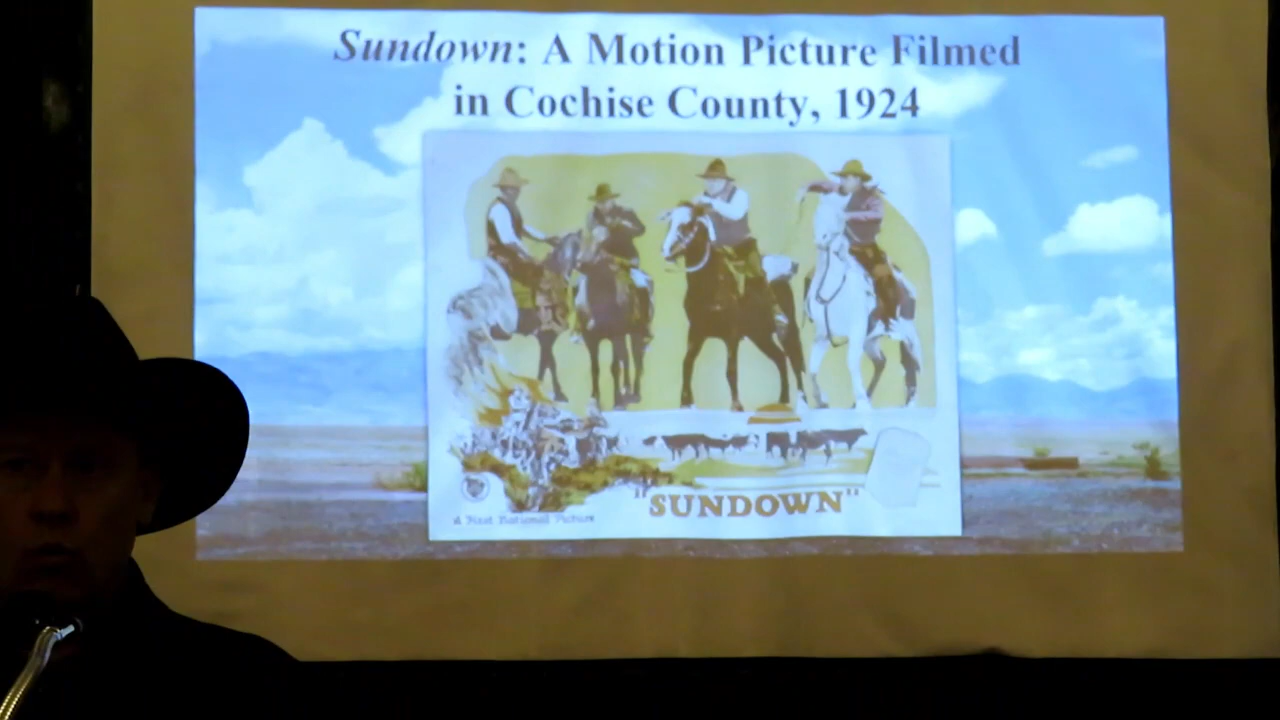 Sundown: A Motion Picture Filmed
in Cochise County, 1924
"SUNDOWN"
A First National Picture